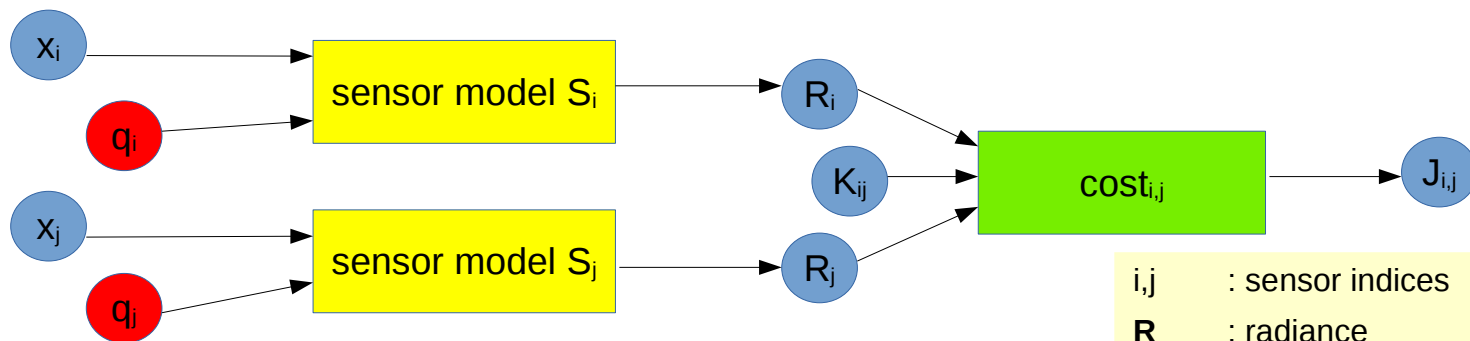 xᵢ
qᵢ
sensor model Sᵢ
Rᵢ
Kᵢⱼ
costᵢ,ⱼ
Jᵢ,ⱼ
xⱼ
qⱼ
sensor model Sⱼ
Rⱼ
i,j : sensor indices
R : radiance